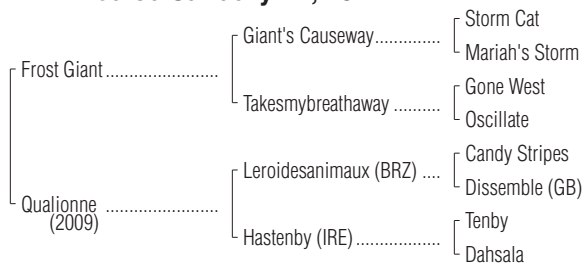 Storm Cat
Giant's Causeway..............
Mariah's Storm
Frost Giant........................
Gone West
Takesmybreathaway ..........
Oscillate
Candy Stripes
Leroidesanimaux (BRZ) ....
Dissemble (GB)
Qualionne ........................
(2009)
Tenby
Hastenby (IRE).................
Dahsala